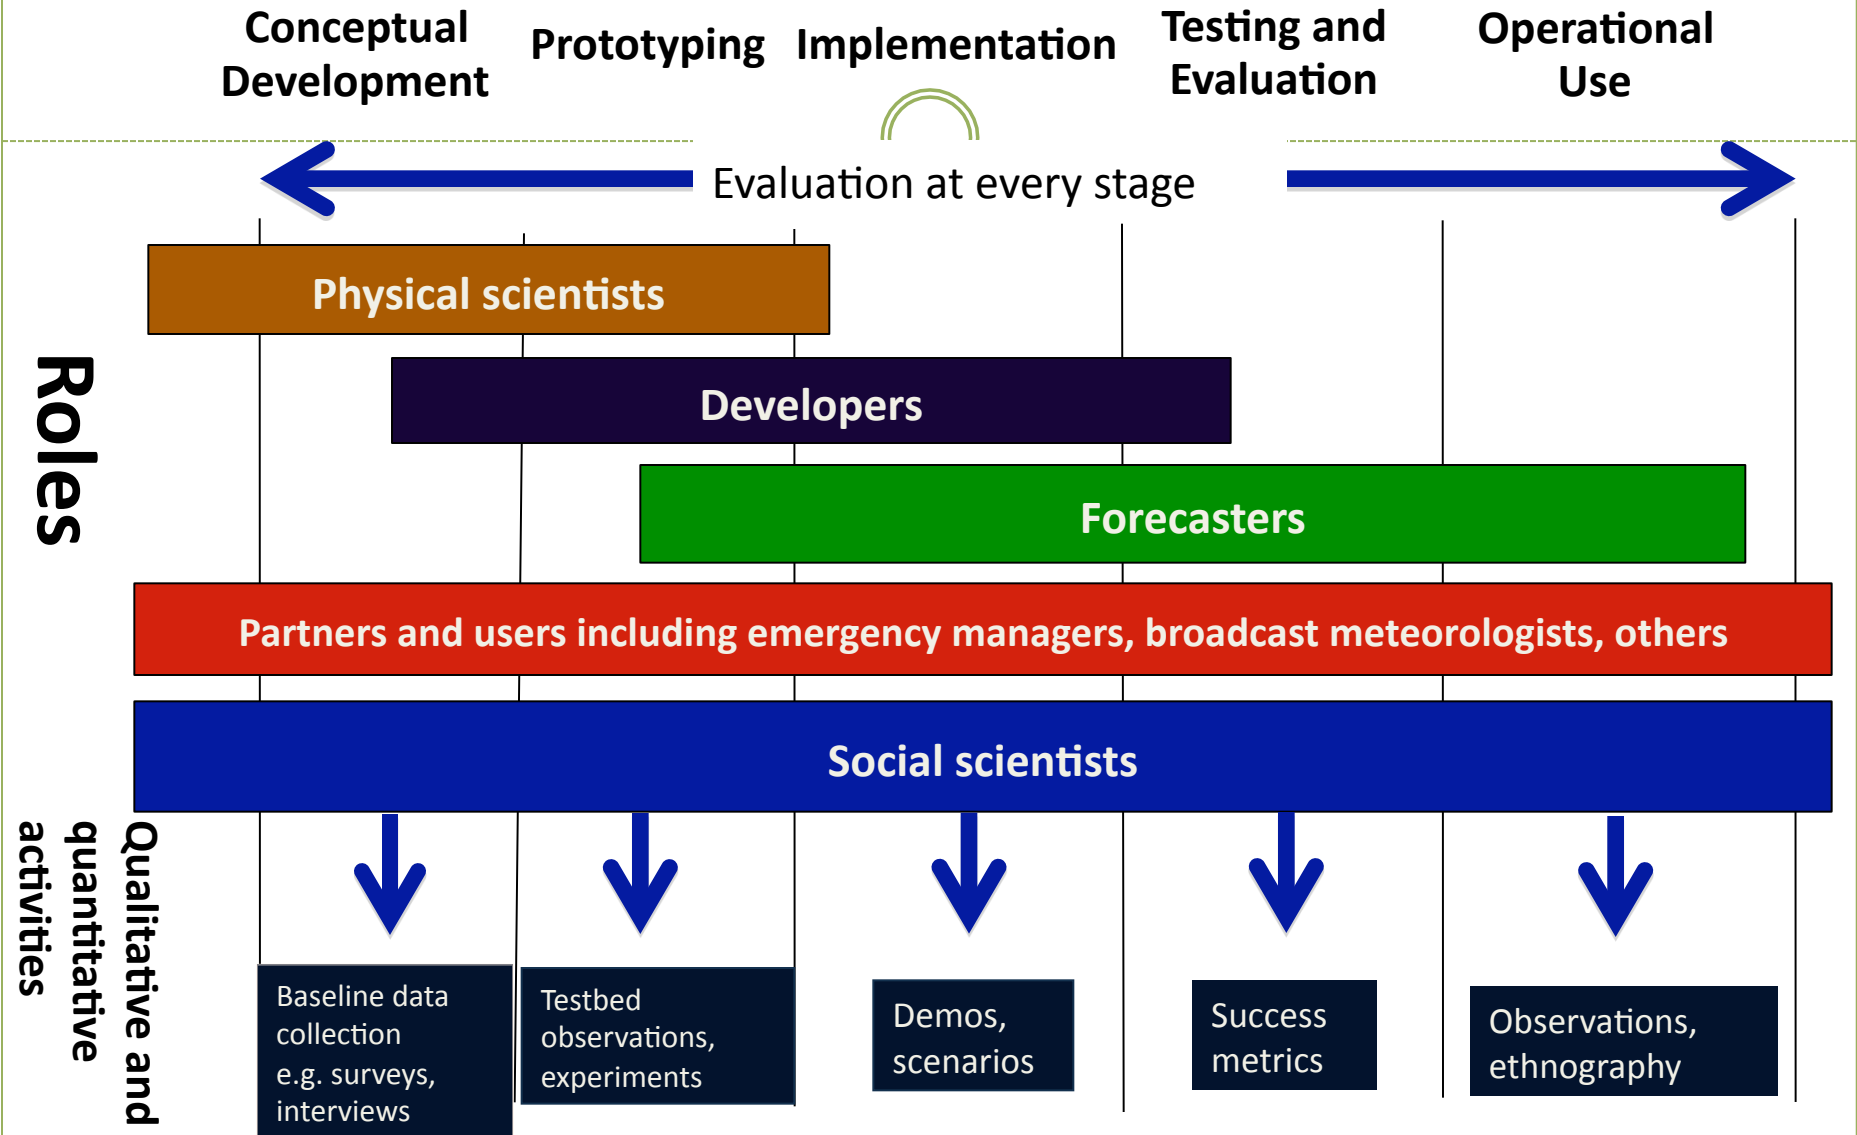 Conceptual
Development
Prototyping
Implementation
Testing and
Evaluation
Operational
Use
Evaluation at every stage
Roles
Physical scientists
Developers
Forecasters
Partners and users including emergency managers, broadcast meteorologists, others
Social scientists
Qualitative and
quantitative
activities
Baseline data
collection
e.g. surveys,
interviews
Testbed
observations,
experiments
Demos,
scenarios
Success
metrics
Observations,
ethnography